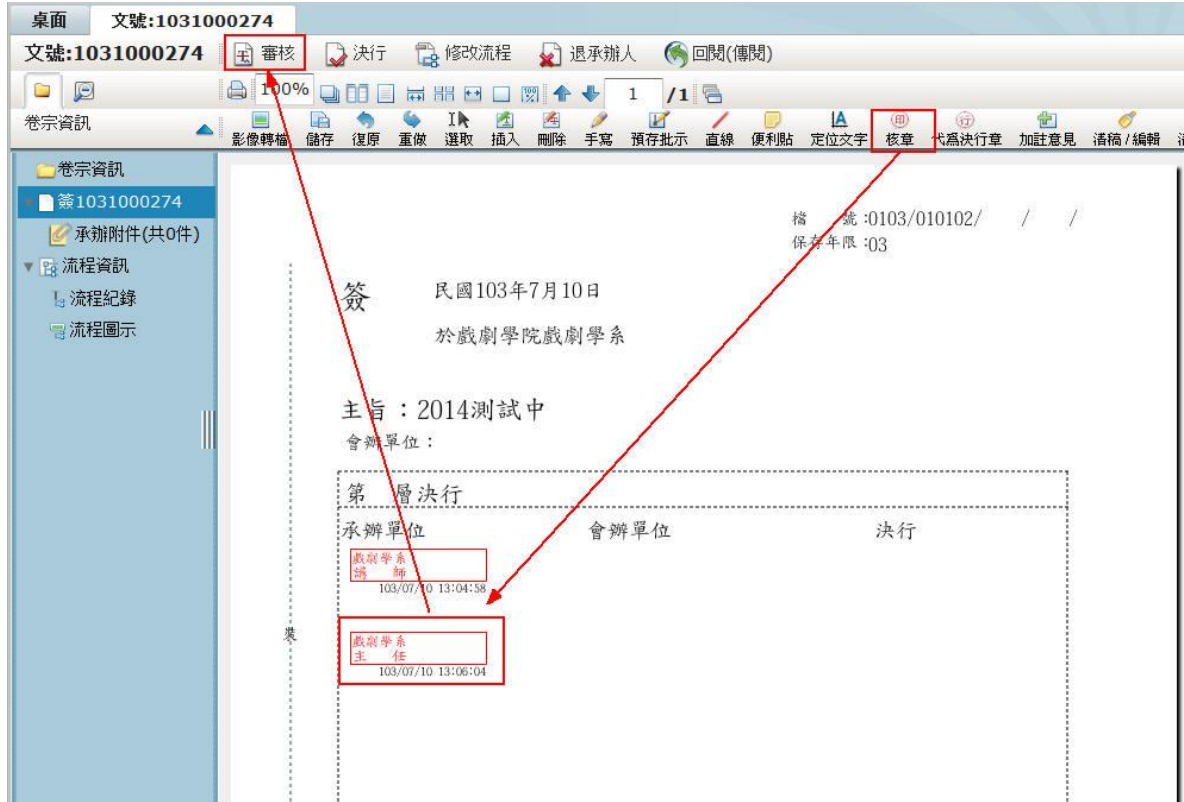 桌面 文號:1031000274
文號:1031000274 審核 決行 修改流程 退承辦人 回閱(傳閱)
100% 1 /1
卷宗資訊
影像轉檔 儲存 復原 重做 選取 插入 刪除 手寫 預存批示 直線 便利貼 定位文字 核章 代為決行章 加註意見 清稿/編輯
卷宗資訊
簽1031000274
承辦附件(共0件)
流程資訊
流程紀錄
流程圖示
檔 號:0103/010102/ / /
保存年限:03
簽 民國103年7月10日
於戲劇學院戲劇學系
主旨:2014測試中
會辦單位:
第 層決行
承辦單位 會辦單位 決行
戲劇學系
講 師
103/07/10 13:04:58
裝
戲劇學系
主 任
103/07/10 13:06:04